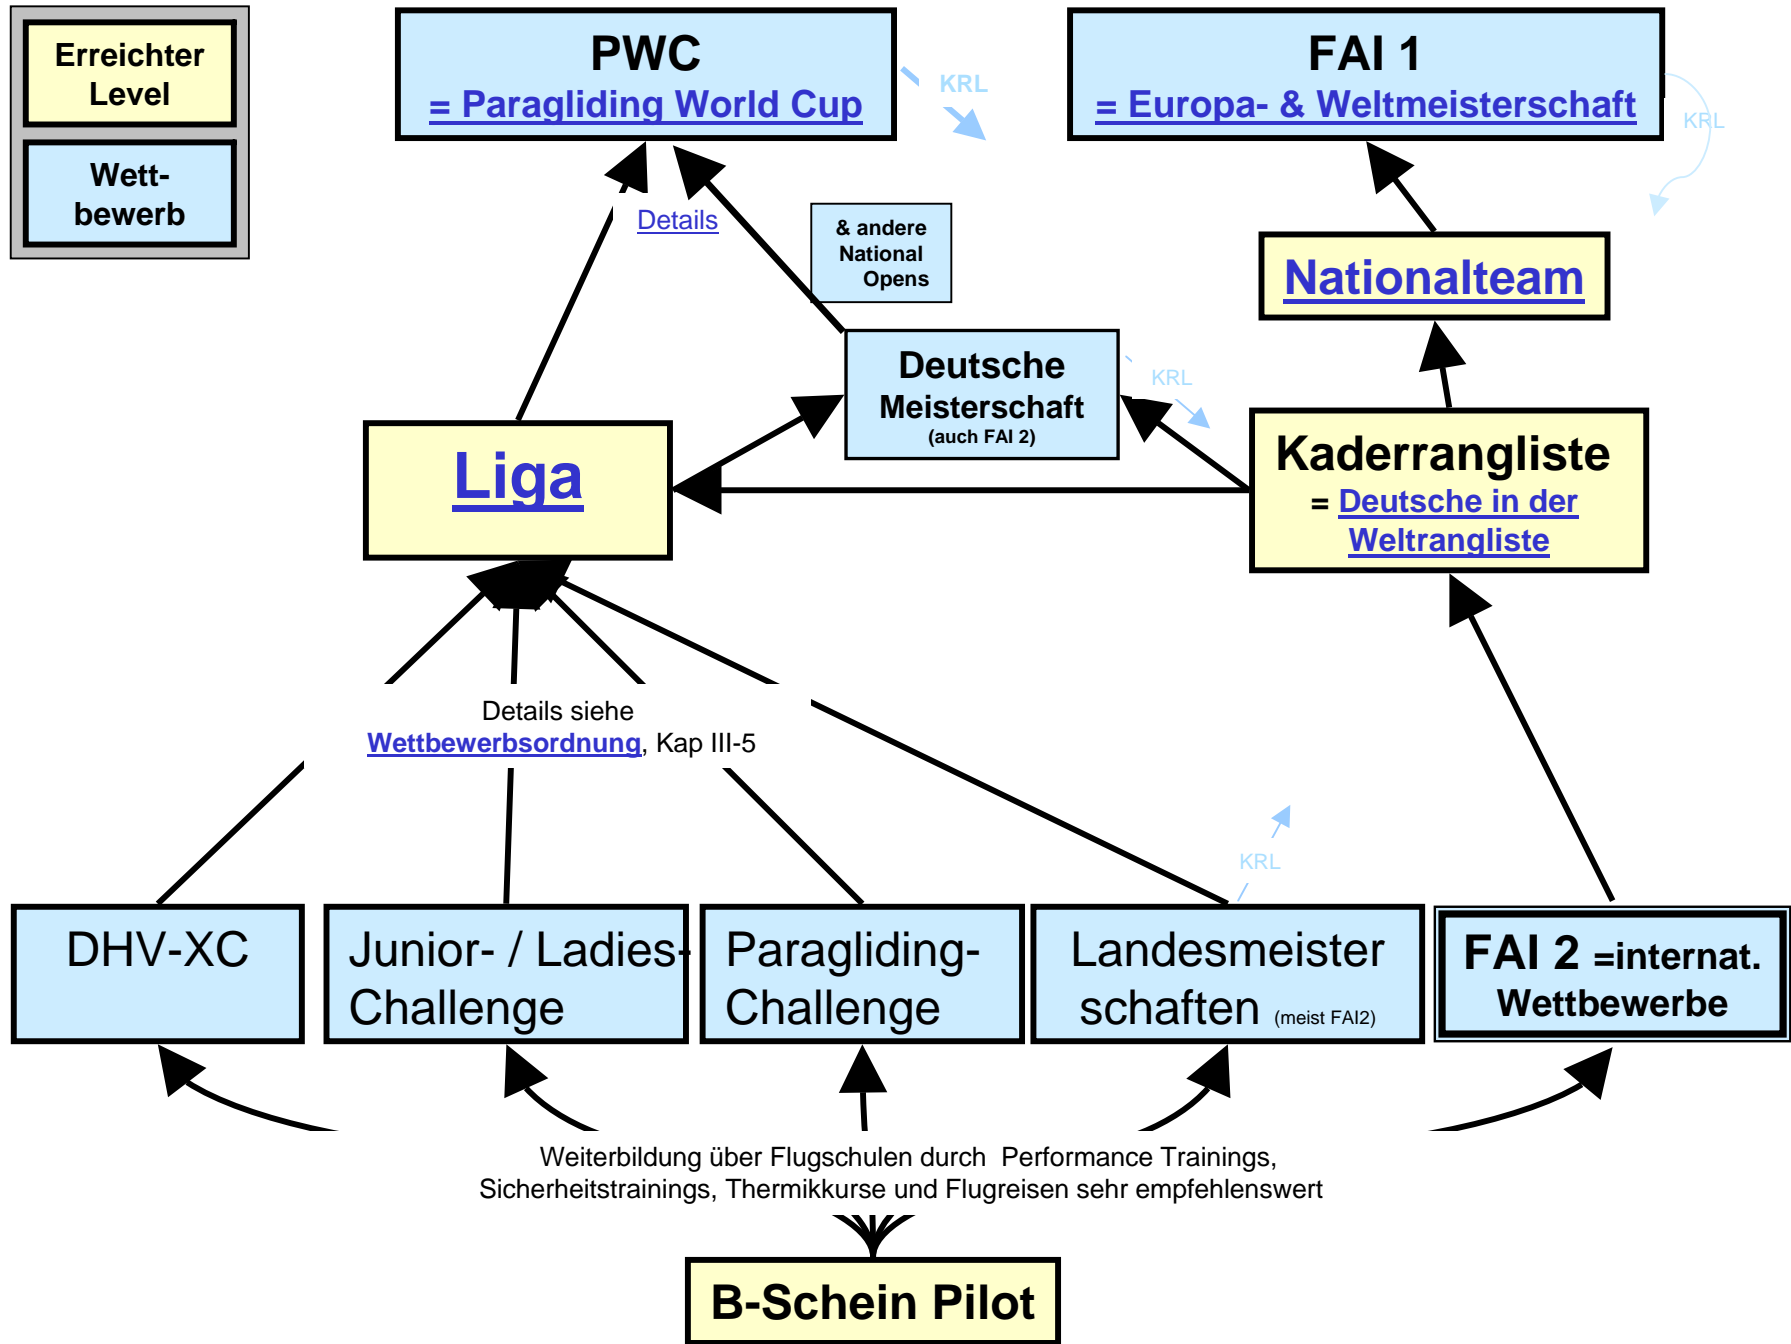 Erreichter
Level
Wett-
bewerb
PWC
= Paragliding World Cup
KRL
FAI 1
= Europa- & Weltmeisterschaft
KRL
Details
& andere
National
Opens
Nationalteam
Deutsche
Meisterschaft
(auch FAI 2)
KRL
Liga
Kaderrangliste
= Deutsche in der
Weltrangliste
Details siehe
Wettbewerbsordnung, Kap III-5
KRL
DHV-XC
Junior- / Ladies-
Challenge
Paragliding-
Challenge
Landesmeister
schaften (meist FAI2)
FAI 2 =internat.
Wettbewerbe
Weiterbildung über Flugschulen durch Performance Trainings,
Sicherheitstrainings, Thermikkurse und Flugreisen sehr empfehlenswert
B-Schein Pilot